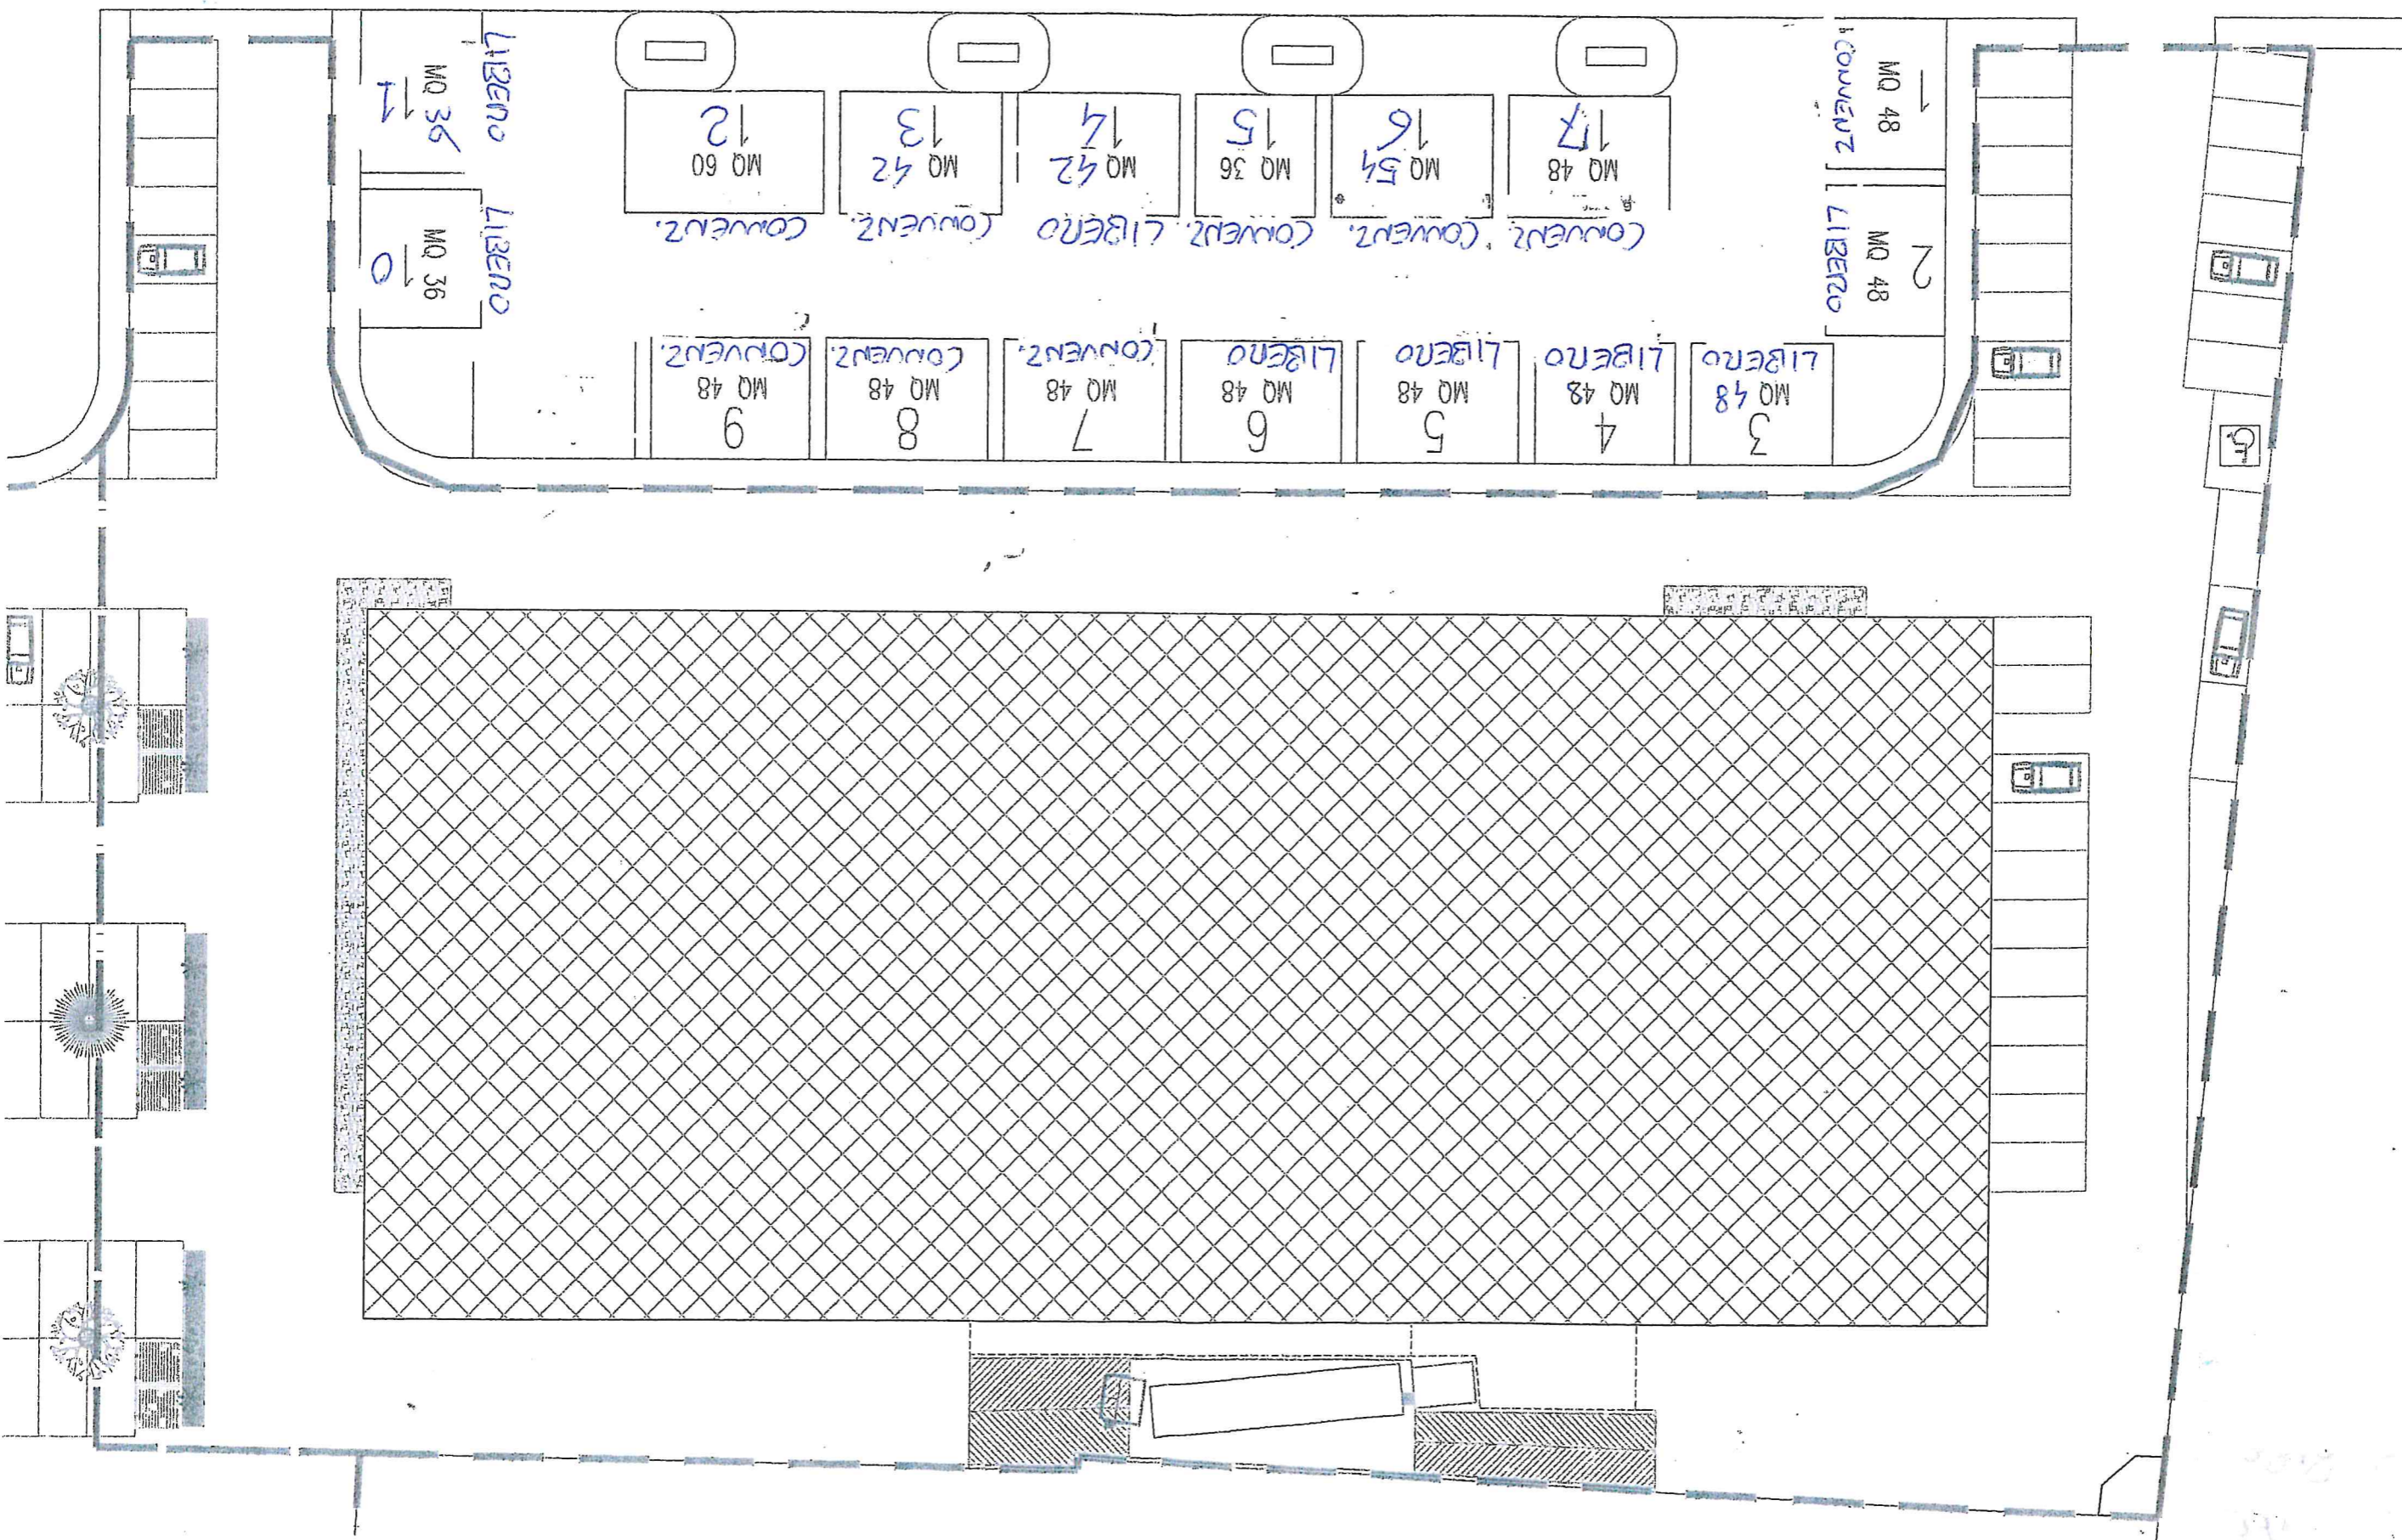 1
MQ 48
CONVENZ
2
MQ 48
LIBERO
3
MQ 48
LIBERO
4
MQ 48
LIBERO
5
MQ 48
LIBERO
6
MQ 48
LIBERO
7
MQ 48
CONVENZ.
8
MQ 48
CONVENZ.
9
MQ 48
CONVENZ.
10
MQ 36
LIBERO
11
MQ 36
LIBERO
CONVENZ.
MQ 60
12
CONVENZ.
MQ 42
13
LIBERO
MQ 42
14
CONVENZ.
MQ 36
15
CONVENZ.
MQ 54
16
CONVENZ.
MQ 48
17